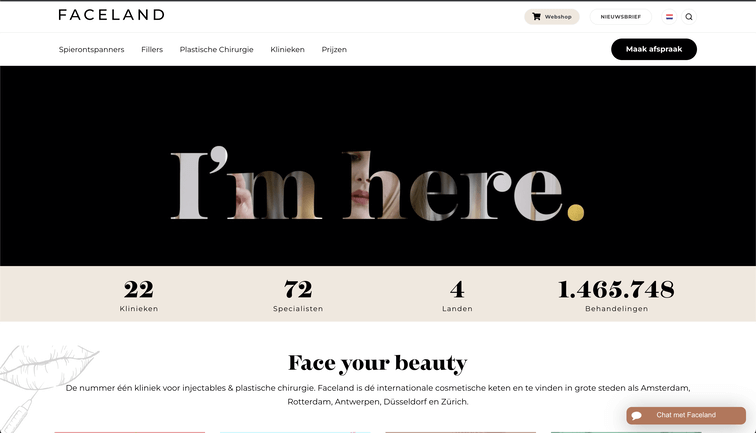 FACELAND
Webshop
NIEUWSBRIEF
Spierontspanners Fillers Plastische Chirurgie Klinieken Prijzen
Maak afspraak
I'm here.
22 72 4 1.465.748
Klinieken Specialisten Landen Behandelingen
Face your beauty
De nummer één kliniek voor injectables & plastische chirurgie. Faceland is dé internationale cosmetische keten en te vinden in grote steden als Amsterdam,
Rotterdam, Antwerpen, Düsseldorf en Zürich.
Chat met Faceland